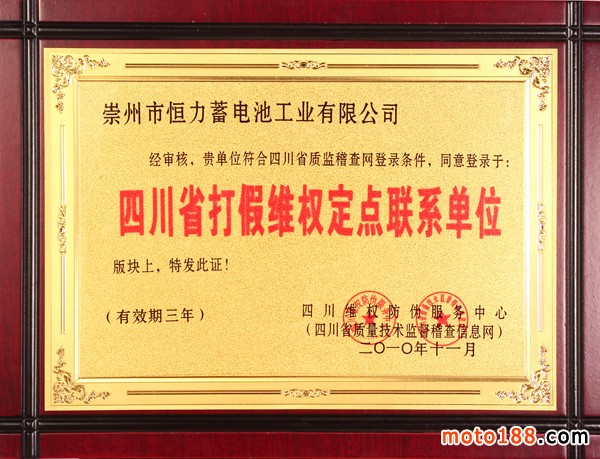 崇州市恒力蓄电池工业有限公司
经审核，贵单位符合四川省质监稽查网登录条件，同意登录于：
四川省打假维权定点联系单位
版块上，特发此证！
（有效期三年）
四川维权防伪服务中心
（四川省质量技术监督稽查信息网）
二〇一〇年十一月
moto188.com